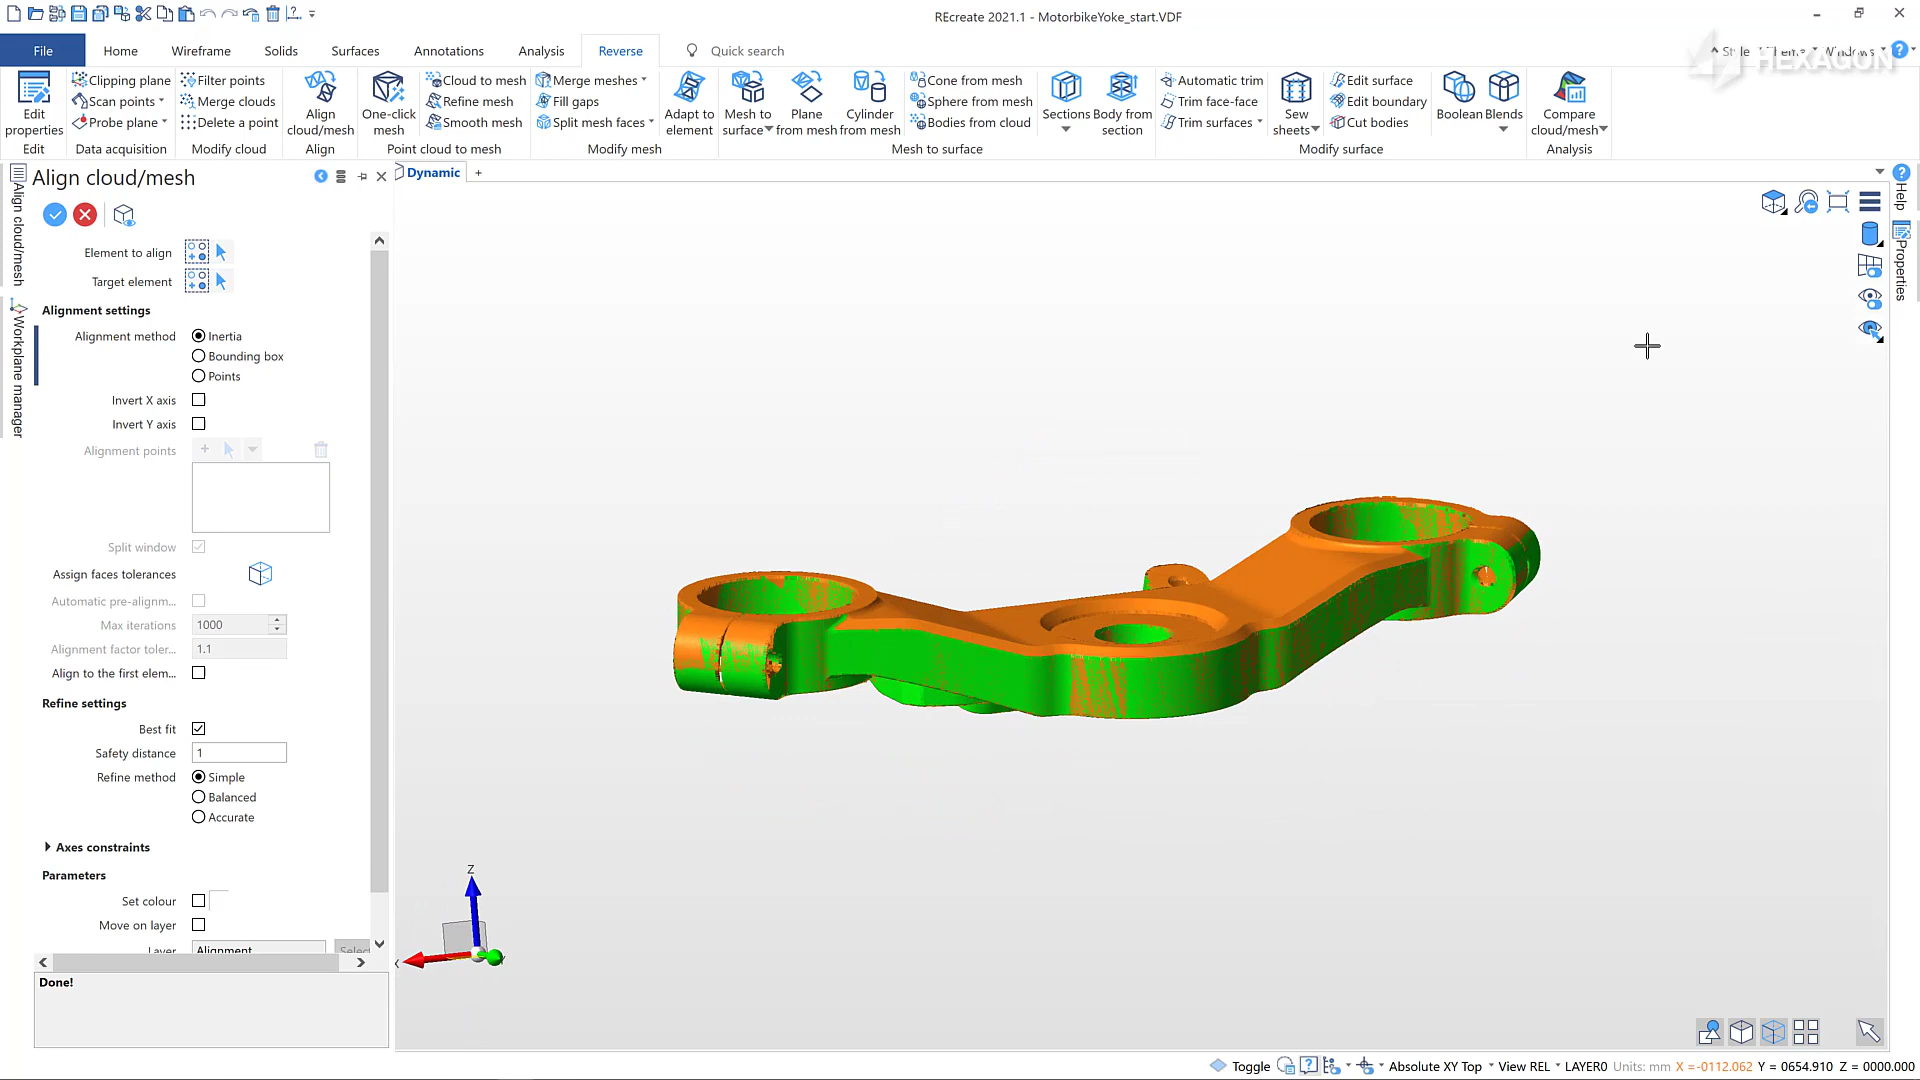 REcreate 2021.1 - MotorbikeYoke_start.VDF
File Home Wireframe Solids Surfaces Annotations Analysis Reverse Quick search
Style Theme Windows
HEXAGON
Edit properties
Edit
Clipping plane
Scan points
Probe plane
Data acquisition
Filter points
Merge clouds
Delete a point
Modify cloud
Align cloud/mesh
Align
One-click mesh
Cloud to mesh
Refine mesh
Smooth mesh
Point cloud to mesh
Merge meshes
Fill gaps
Split mesh faces
Adapt to element
Modify mesh
Mesh to surface
Plane from mesh
Cylinder from mesh
Cone from mesh
Sphere from mesh
Bodies from cloud
Sections
Body from section
Mesh to surface
Automatic trim
Trim face-face
Trim surfaces
Sew sheets
Edit surface
Edit boundary
Cut bodies
Modify surface
Boolean
Blends
Compare cloud/mesh
Analysis
Align cloud/mesh
Workplane manager
Align cloud/mesh
Dynamic +
Help
Properties
Element to align
Target element
Alignment settings
Alignment method Inertia
Bounding box
Points
Invert X axis
Invert Y axis
Alignment points
Split window
Assign faces tolerances
Automatic pre-alignm...
Max iterations 1000
Alignment factor toler... 1.1
Align to the first elem...
Refine settings
Best fit
Safety distance 1
Refine method Simple
Balanced
Accurate
Axes constraints
Parameters
Set colour
Move on layer
Layer Alignment Select
Done!
Z
Toggle Absolute XY Top View REL LAYER0 Units: mm X =-0112.062 Y = 0654.910 Z = 0000.000